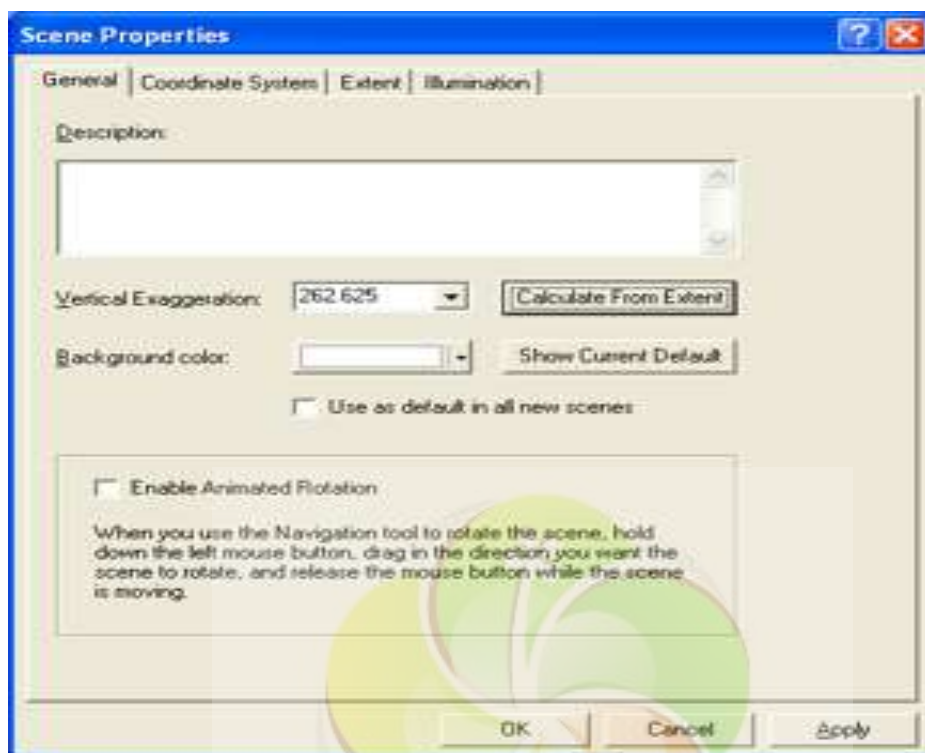 Scene Properties
General Coordinate System Extent Illumination
Description:
Vertical Exaggeration: 262.625 Calculate From Extent
Background color: Show Current Default
Use as default in all new scenes
Enable Animated Rotation
When you use the Navigation tool to rotate the scene, hold
down the left mouse button, drag in the direction you want the
scene to rotate, and release the mouse button while the scene
is moving.
OK Cancel Apply